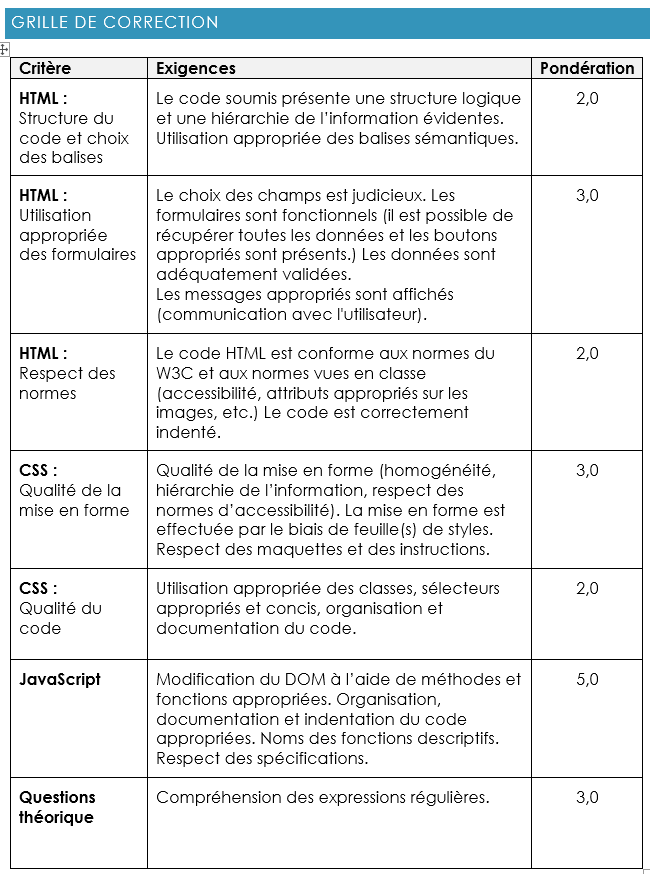 GRILLE DE CORRECTION
Critère Exigences Pondération
HTML :
Structure du
code et choix
des balises
Le code soumis présente une structure logique
et une hiérarchie de l'information évidentes.
Utilisation appropriée des balises sémantiques.
2,0
HTML :
Utilisation
appropriée
des formulaires
Le choix des champs est judicieux. Les
formulaires sont fonctionnels (il est possible de
récupérer toutes les données et les boutons
appropriés sont présents.) Les données sont
adéquatement validées.
Les messages appropriés sont affichés
(communication avec l'utilisateur).
3,0
HTML :
Respect des
normes
Le code HTML est conforme aux normes du
W3C et aux normes vues en classe
(accessibilité, attributs appropriés sur les
images, etc.) Le code est correctement
indenté.
2,0
CSS :
Qualité de la
mise en forme
Qualité de la mise en forme (homogénéité,
hiérarchie de l'information, respect des
normes d'accessibilité). La mise en forme est
effectuée par le biais de feuille(s) de styles.
Respect des maquettes et des instructions.
3,0
CSS :
Qualité du
code
Utilisation appropriée des classes, sélecteurs
appropriés et concis, organisation et
documentation du code.
2,0
JavaScript
Modification du DOM à l'aide de méthodes et
fonctions appropriées. Organisation,
documentation et indentation du code
appropriées. Noms des fonctions descriptifs.
Respect des spécifications.
5,0
Questions
théorique
Compréhension des expressions régulières.
3,0